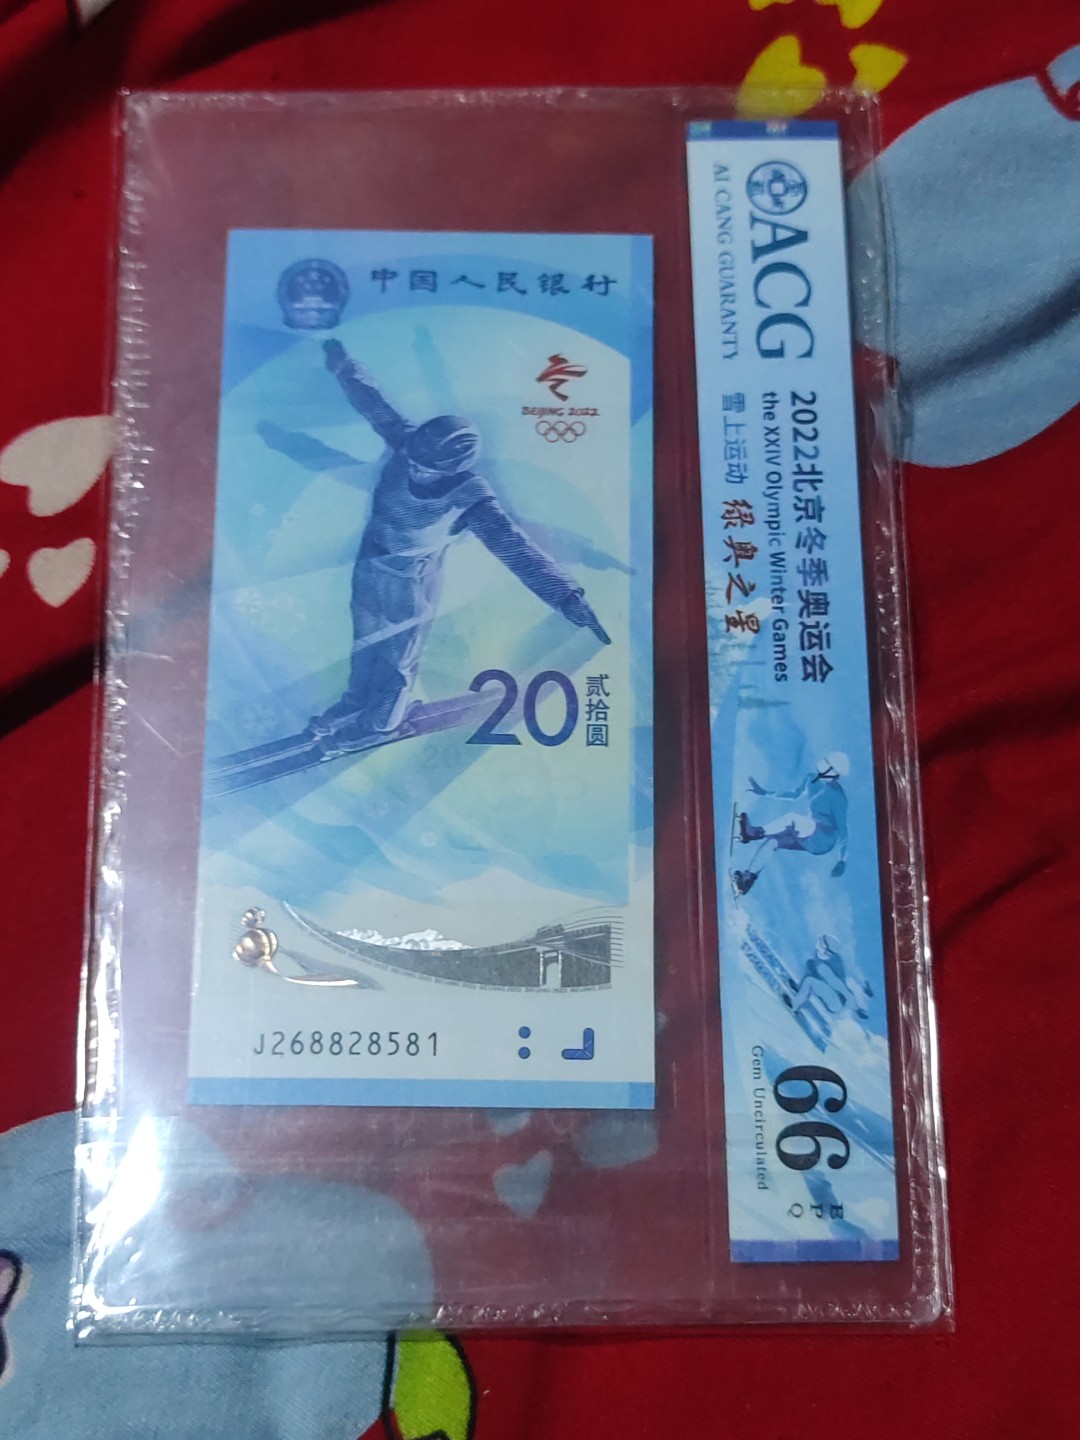 中国人民银行
BEIJING 2022
20
贰拾圆
20
J268828581
ACG
AI CANG GUARANTY
2022北京冬季奥运会
the XXIV Olympic Winter Games
雪上运动 绿奥之星
66
EPQ
Gem Uncirculated